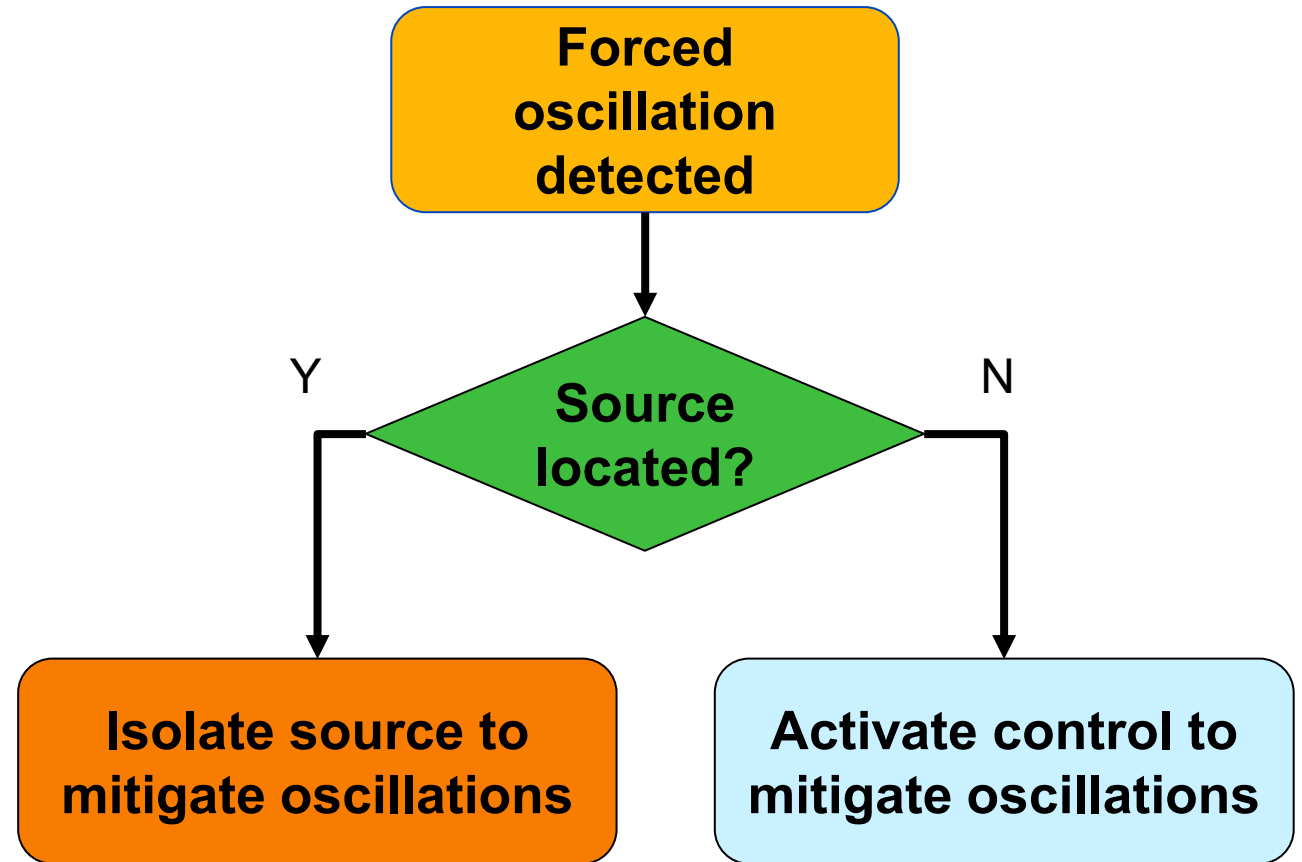 Forced
oscillation
detected
Y
N
Source
located?
Isolate source to
mitigate oscillations
Activate control to
mitigate oscillations